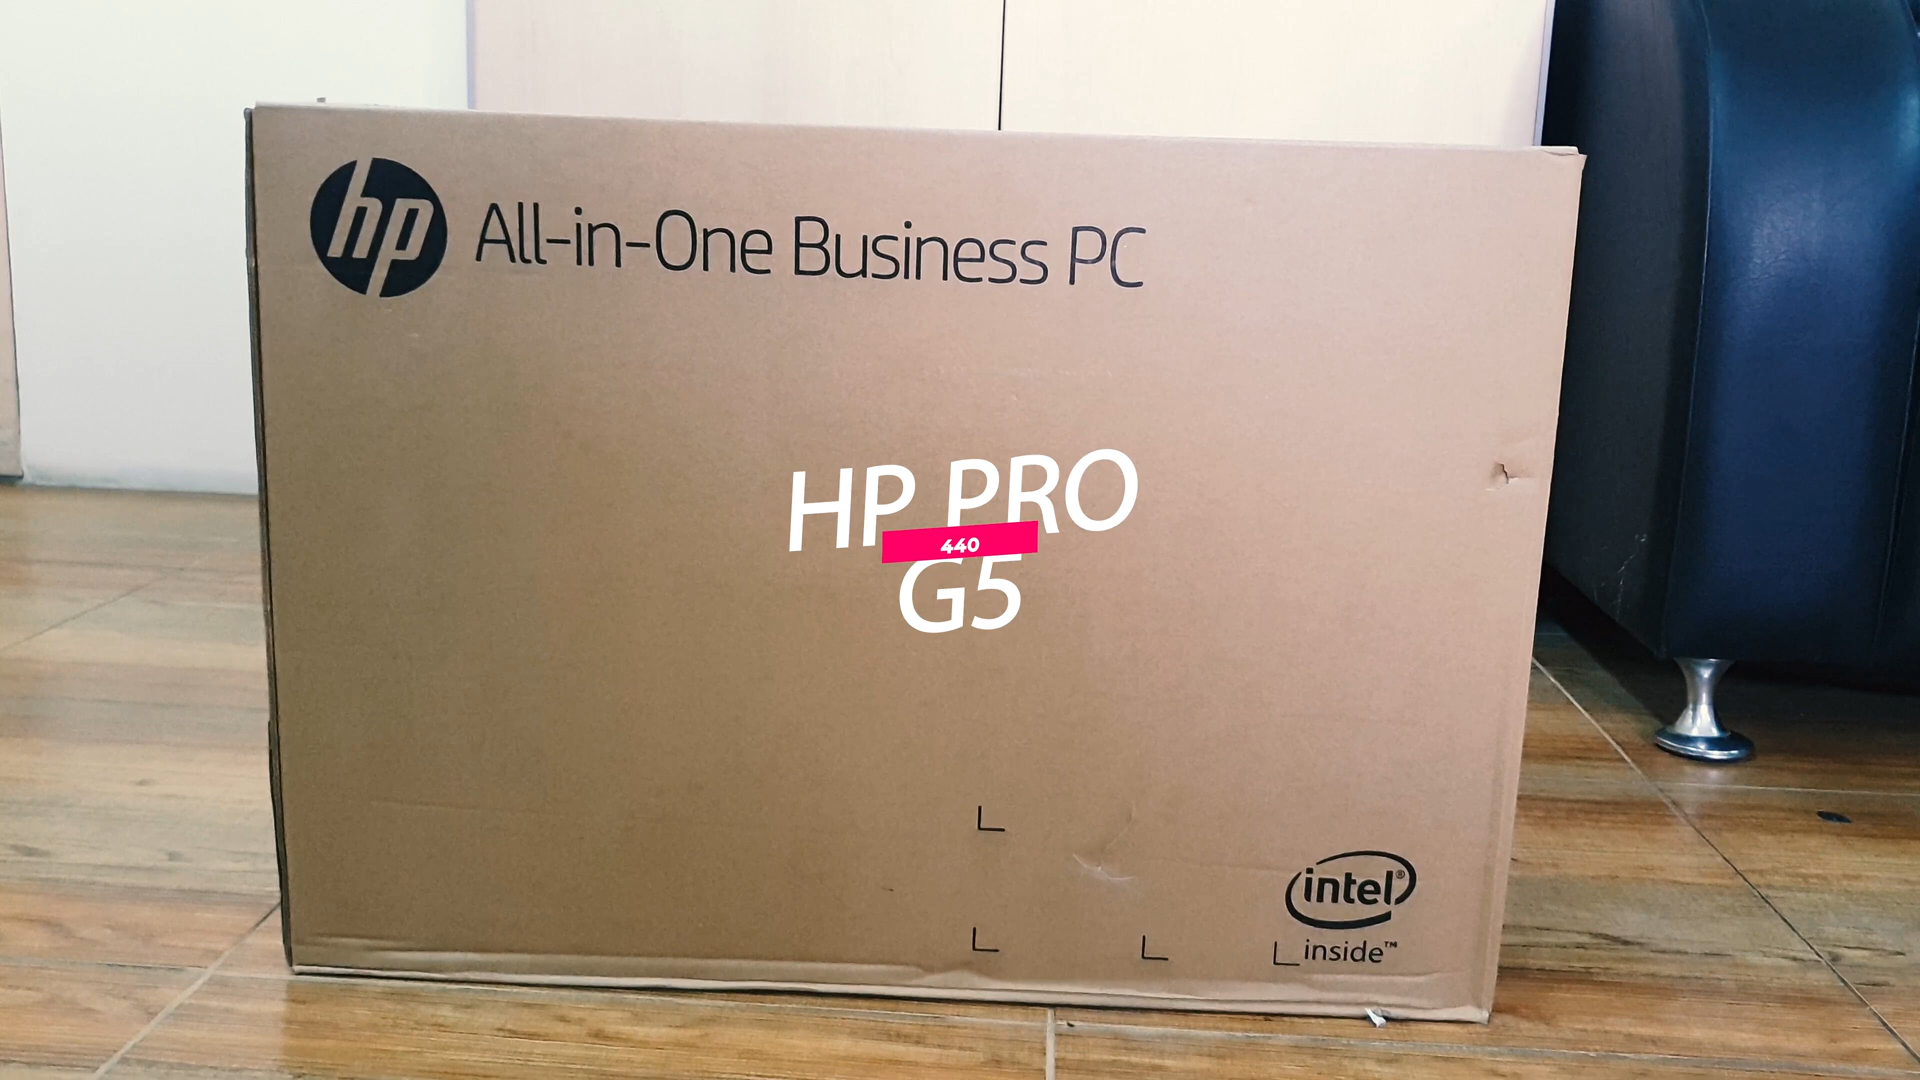 hp All-in-One Business PC
HP PRO
440
G5
intel®
inside™